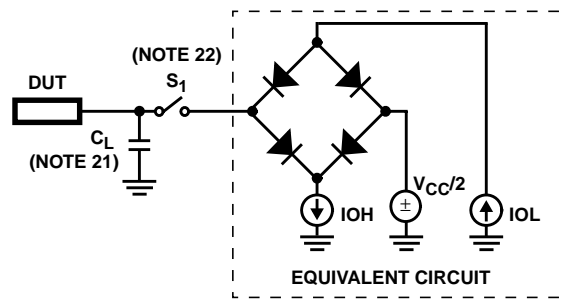 (NOTE 22)
DUT
S1
CL
(NOTE 21)
VCC/2
±
IOH
IOL
EQUIVALENT CIRCUIT